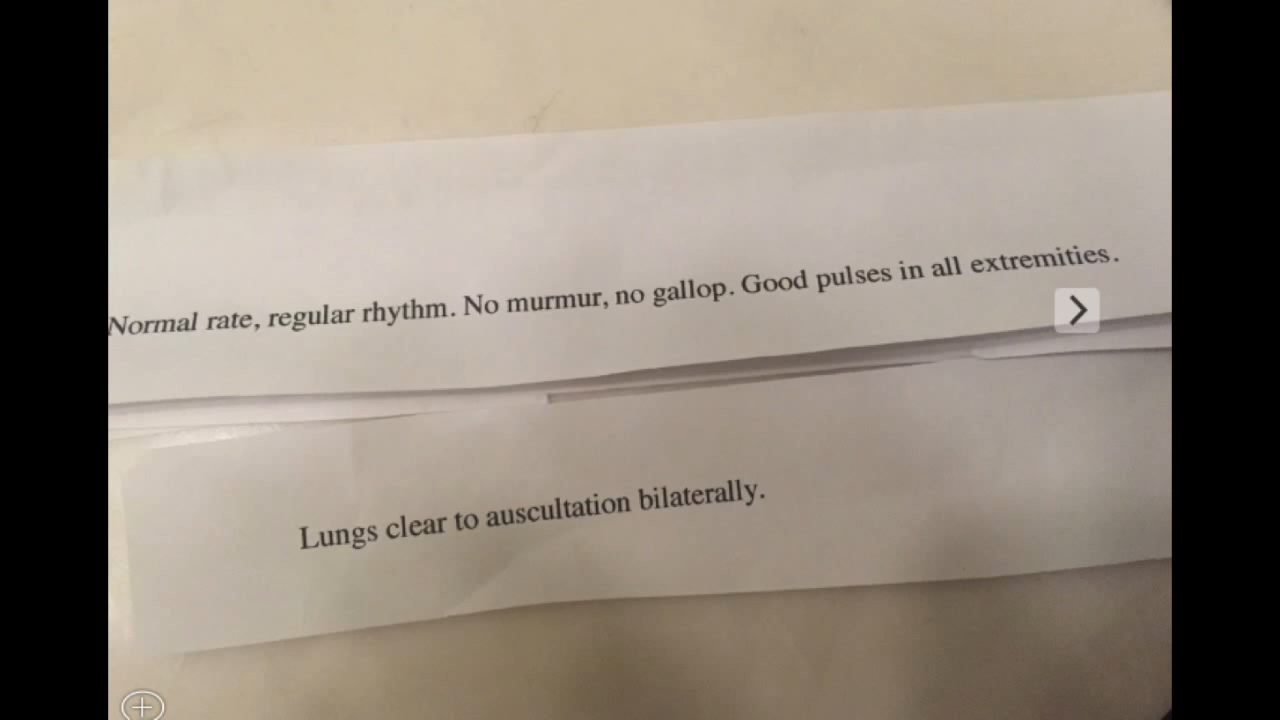 Normal rate, regular rhythm. No murmur, no gallop. Good pulses in all extremities.
Lungs clear to auscultation bilaterally.